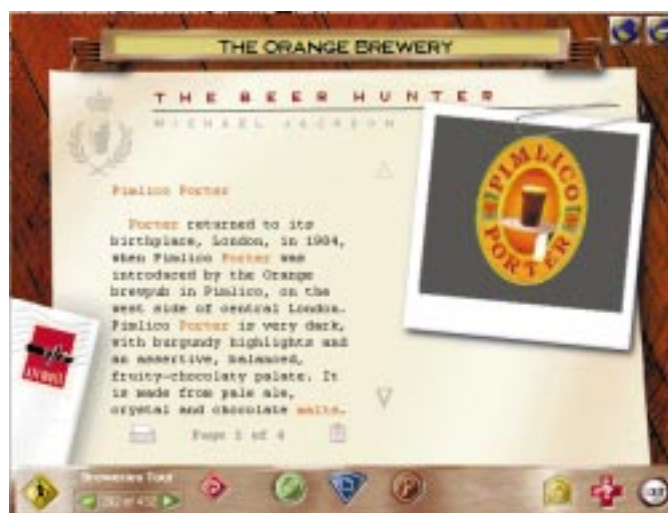 THE ORANGE BREWERY
THE BEER HUNTER
MICHAEL JACKSON
PIMLICO
PORTER
Pimlico Porter
Porter returned to its
birthplace, London, in 1984,
when Pimlico Porter was
introduced by the Orange
brewpub in Pimlico, on the
west side of central London.
Pimlico Porter is very dark,
with burgundy highlights and
an assertive, balanced,
fruity-chocolaty palate. It
is made from pale ale,
crystal and chocolate malts.
Page 1 of 4
Breweries Tour